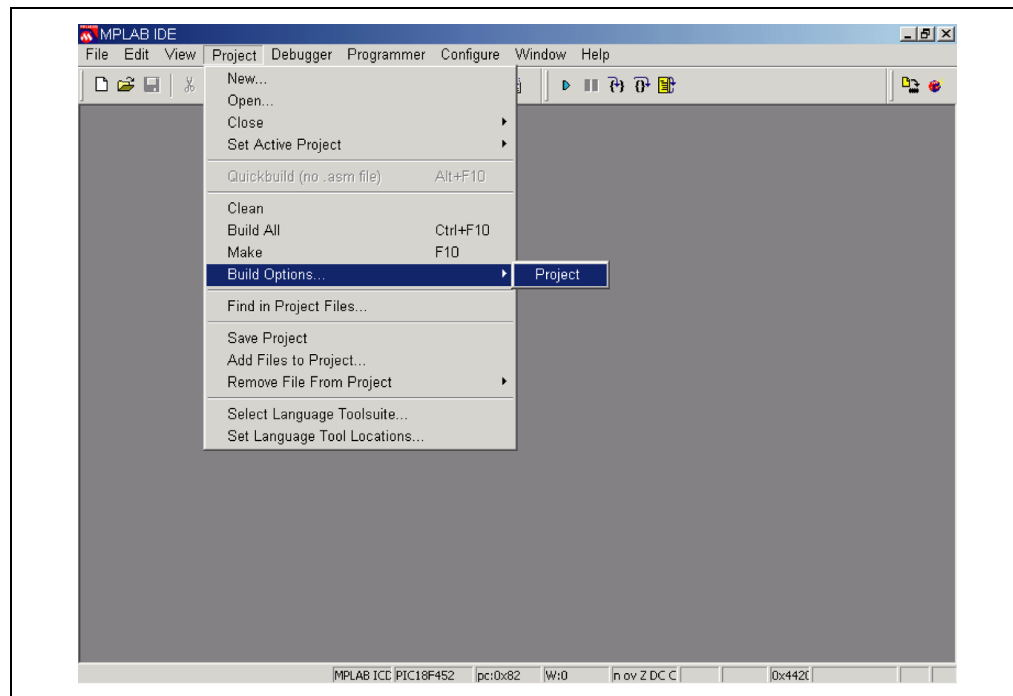 MPLAB IDE
File Edit View Project Debugger Programmer Configure Window Help
New...
Open...
Close
Set Active Project
Quickbuild (no .asm file) Alt+F10
Clean
Build All Ctrl+F10
Make F10
Build Options... Project
Find in Project Files...
Save Project
Add Files to Project...
Remove File From Project
Select Language Toolsuite...
Set Language Tool Locations...
MPLAB ICD PIC18F452 pc:0x82 W:0 n ov Z DC C